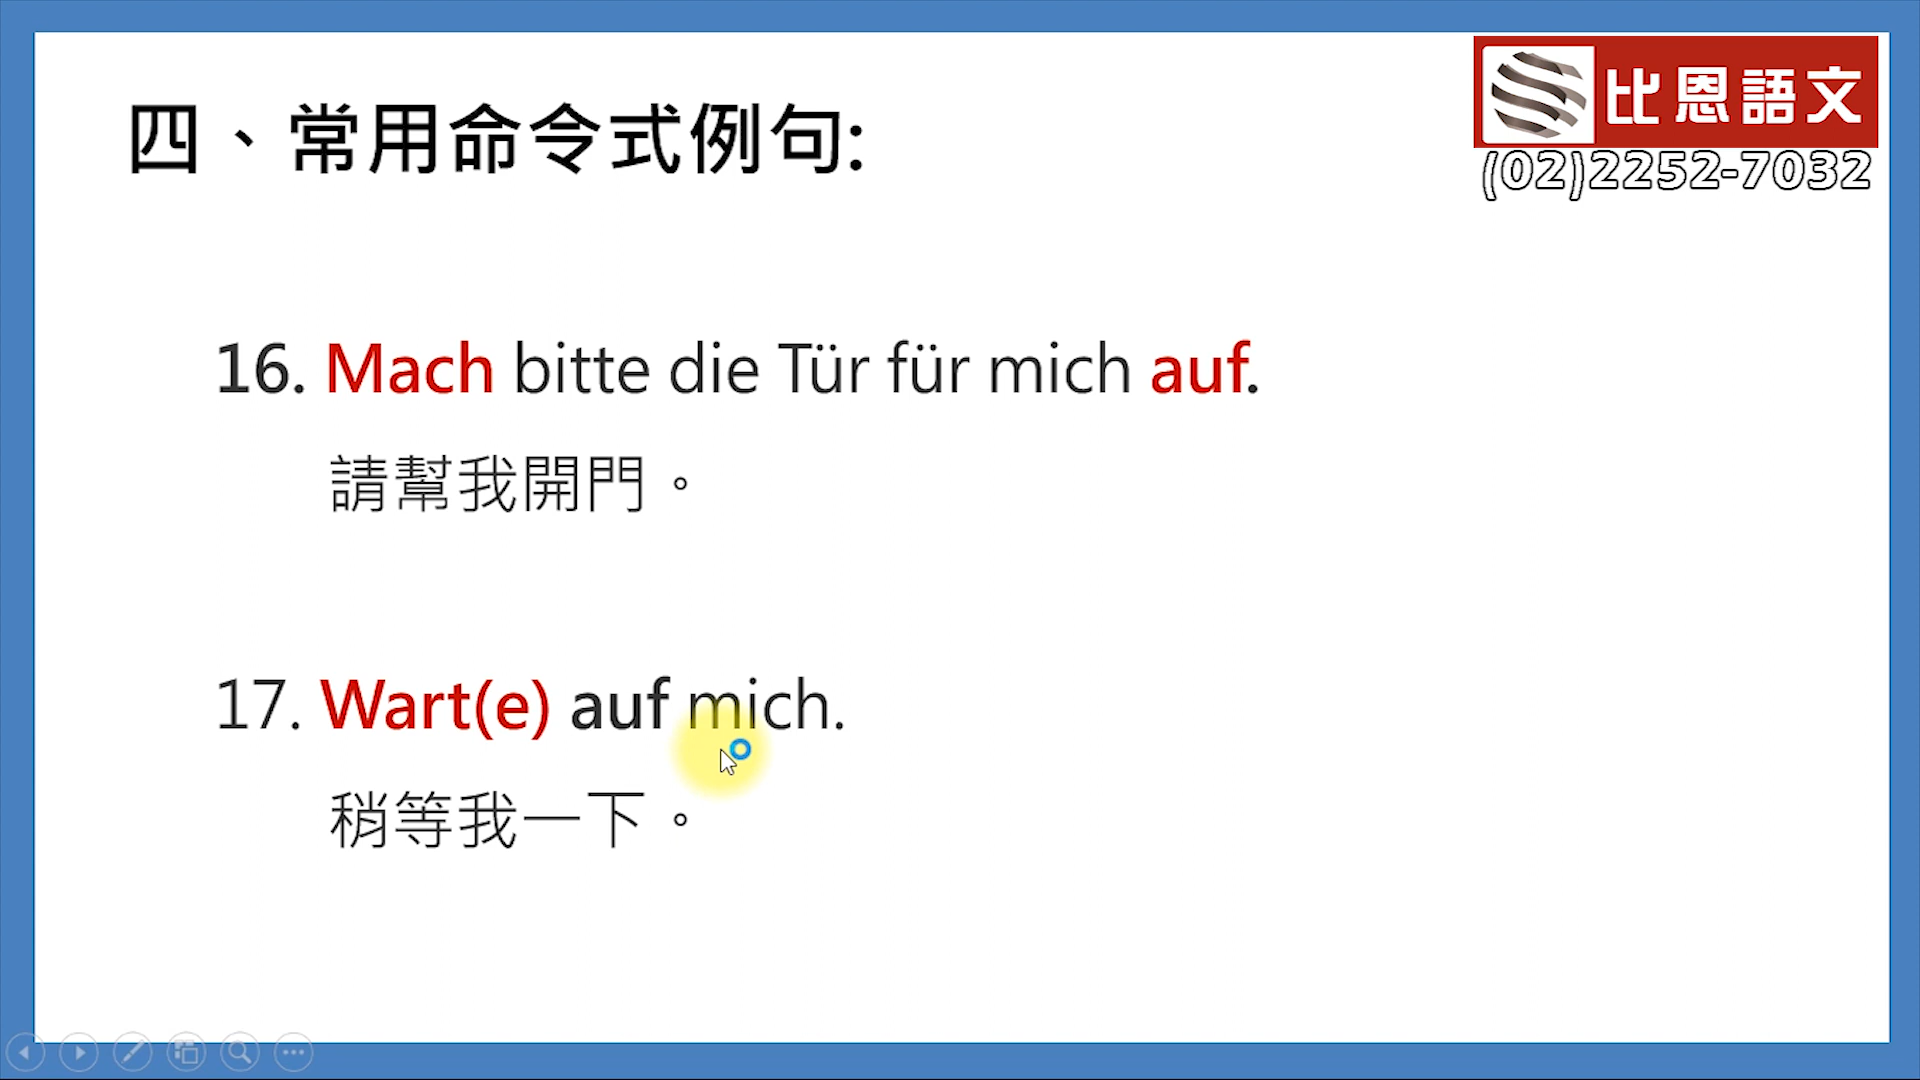 比恩語文
(02)2252-7032
四、常用命令式例句:
16. Mach bitte die Tür für mich auf.
請幫我開門。
17. Wart(e) auf mich.
稍等我一下。